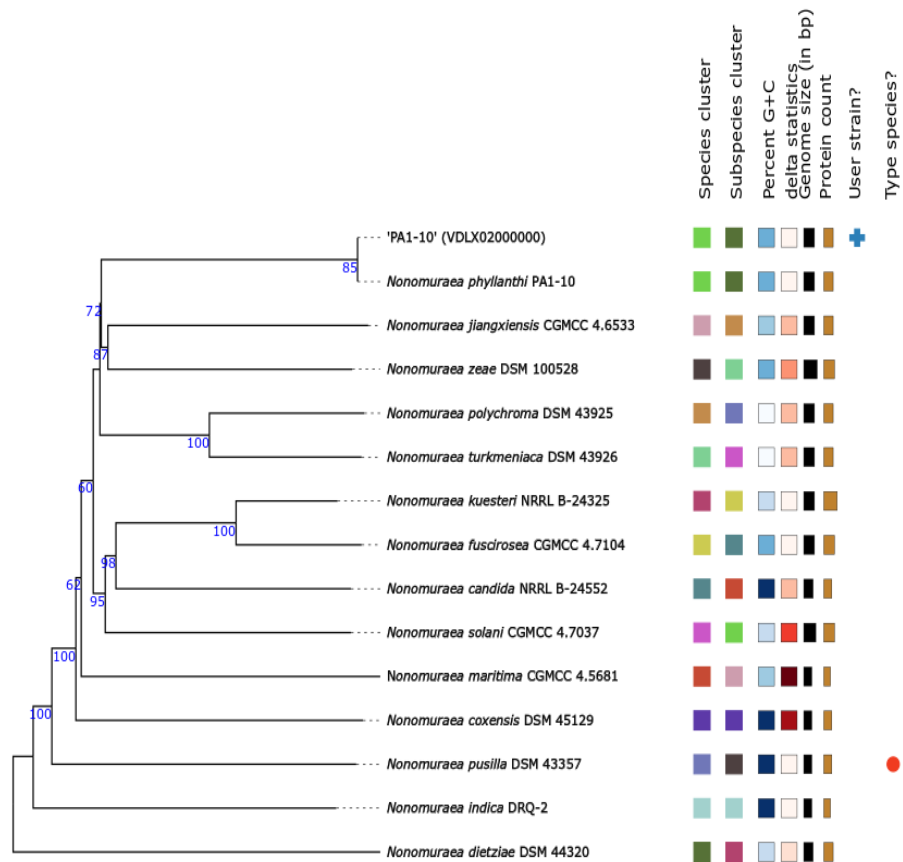 Species cluster
Subspecies cluster
Percent G+C
delta statistics
Genome size (in bp)
Protein count
User strain?
Type species?
'PA1-10' (VDLX02000000)
85
Nonomuraea phyllanthi PA1-10
72
Nonomuraea jiangxiensis CGMCC 4.6533
87
Nonomuraea zeae DSM 100528
Nonomuraea polychroma DSM 43925
100
Nonomuraea turkmeniaca DSM 43926
60
Nonomuraea kuesteri NRRL B-24325
100
Nonomuraea fuscirosea CGMCC 4.7104
98
Nonomuraea candida NRRL B-24552
62
95
Nonomuraea solani CGMCC 4.7037
100
Nonomuraea maritima CGMCC 4.5681
100
Nonomuraea coxensis DSM 45129
Nonomuraea pusilla DSM 43357
Nonomuraea indica DRQ-2
Nonomuraea dietziae DSM 44320